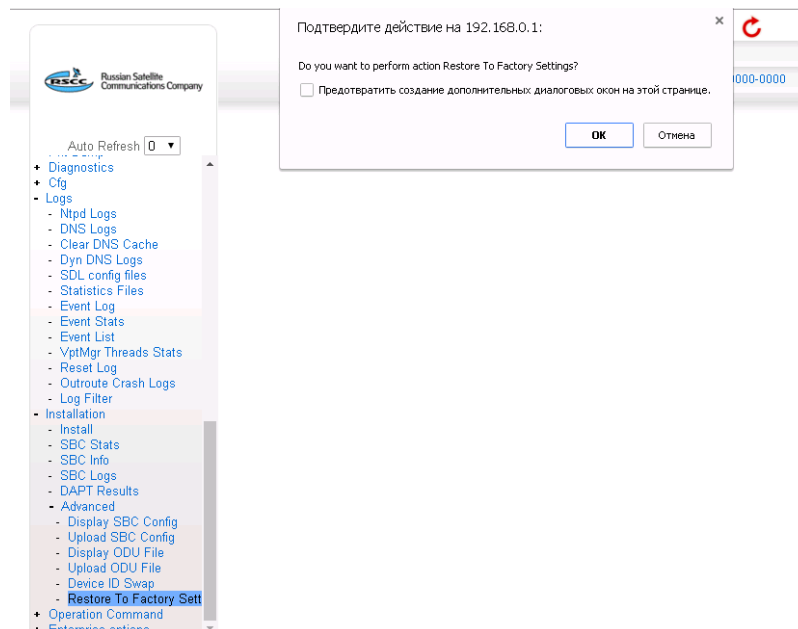 Подтвердите действие на 192.168.0.1:
×
Do you want to perform action Restore To Factory Settings?
Предотвратить создание дополнительных диалоговых окон на этой странице.
ОК
Отмена
0000-0000
RSCC
Russian Satellite
Communications Company
Auto Refresh 0
+ Diagnostics
+ Cfg
- Logs
- Ntpd Logs
- DNS Logs
- Clear DNS Cache
- Dyn DNS Logs
- SDL config files
- Statistics Files
- Event Log
- Event Stats
- Event List
- VptMgr Threads Stats
- Reset Log
- Outroute Crash Logs
- Log Filter
- Installation
- Install
- SBC Stats
- SBC Info
- SBC Logs
- DAPT Results
- Advanced
- Display SBC Config
- Upload SBC Config
- Display ODU File
- Upload ODU File
- Device ID Swap
- Restore To Factory Sett
+ Operation Command